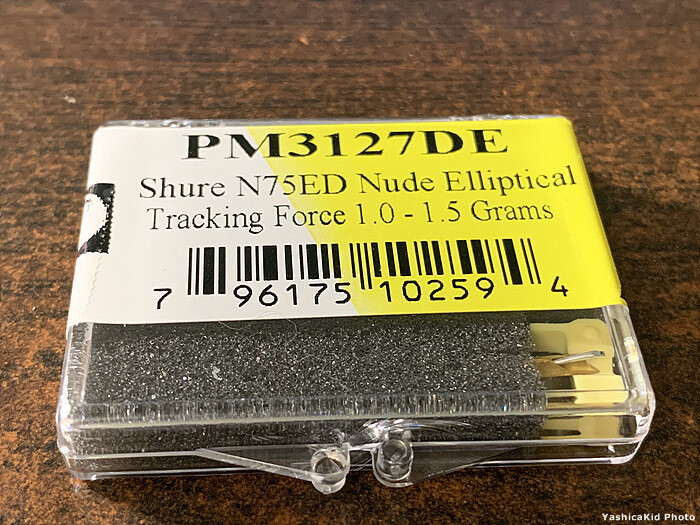 PM3127DE
Shure N75ED Nude Elliptical
Tracking Force 1.0 - 1.5 Grams
7 96175 10259 4
YashicaKid Photo